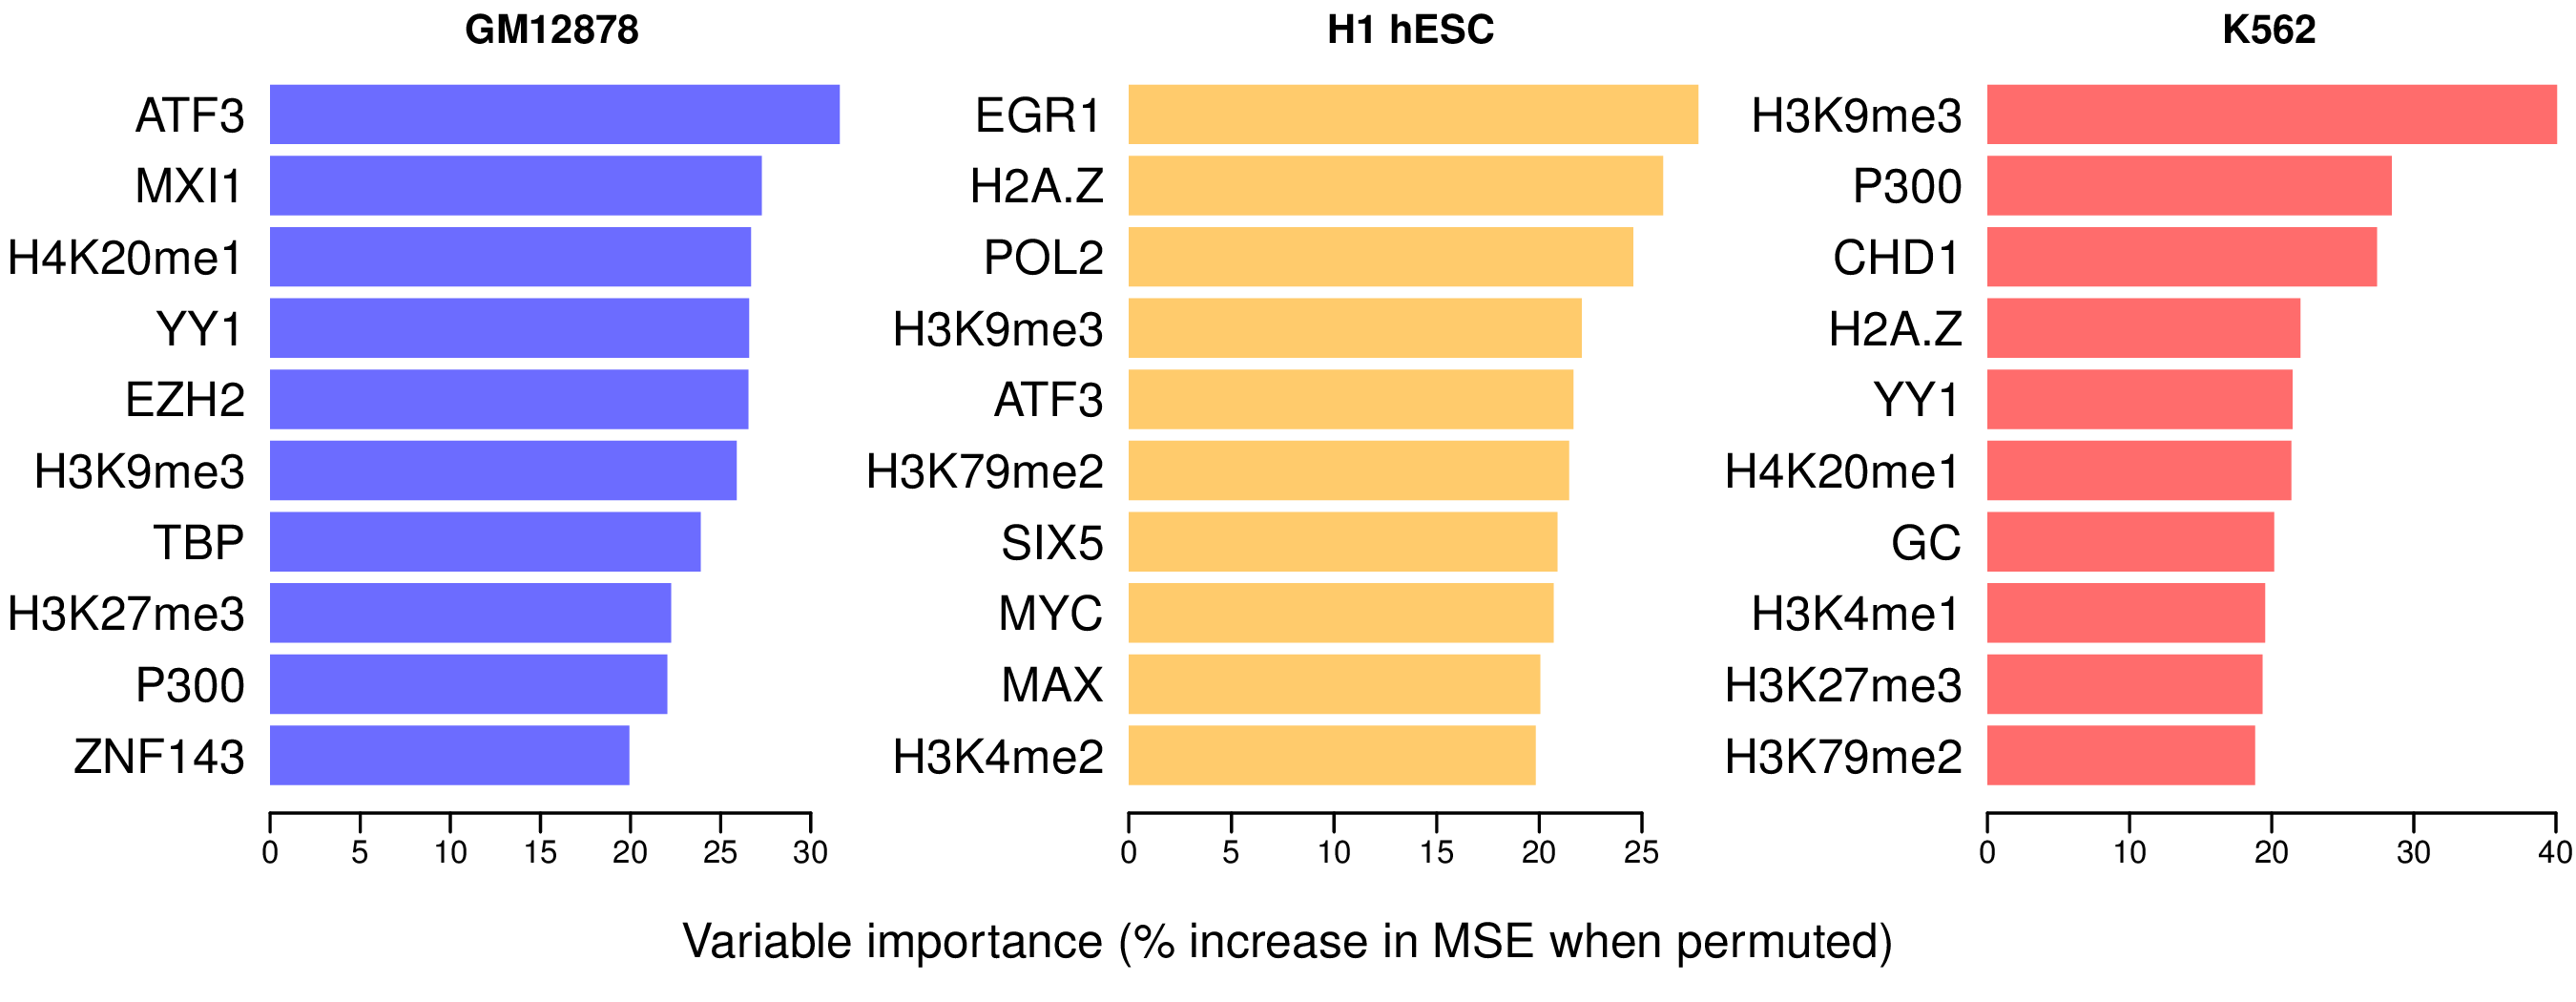 GM12878
ATF3
MXI1
H4K20me1
YY1
EZH2
H3K9me3
TBP
H3K27me3
P300
ZNF143
0 5 10 15 20 25 30
H1 hESC
EGR1
H2A.Z
POL2
H3K9me3
ATF3
H3K79me2
SIX5
MYC
MAX
H3K4me2
0 5 10 15 20 25
K562
H3K9me3
P300
CHD1
H2A.Z
YY1
H4K20me1
GC
H3K4me1
H3K27me3
H3K79me2
0 10 20 30 40
Variable importance (% increase in MSE when permuted)